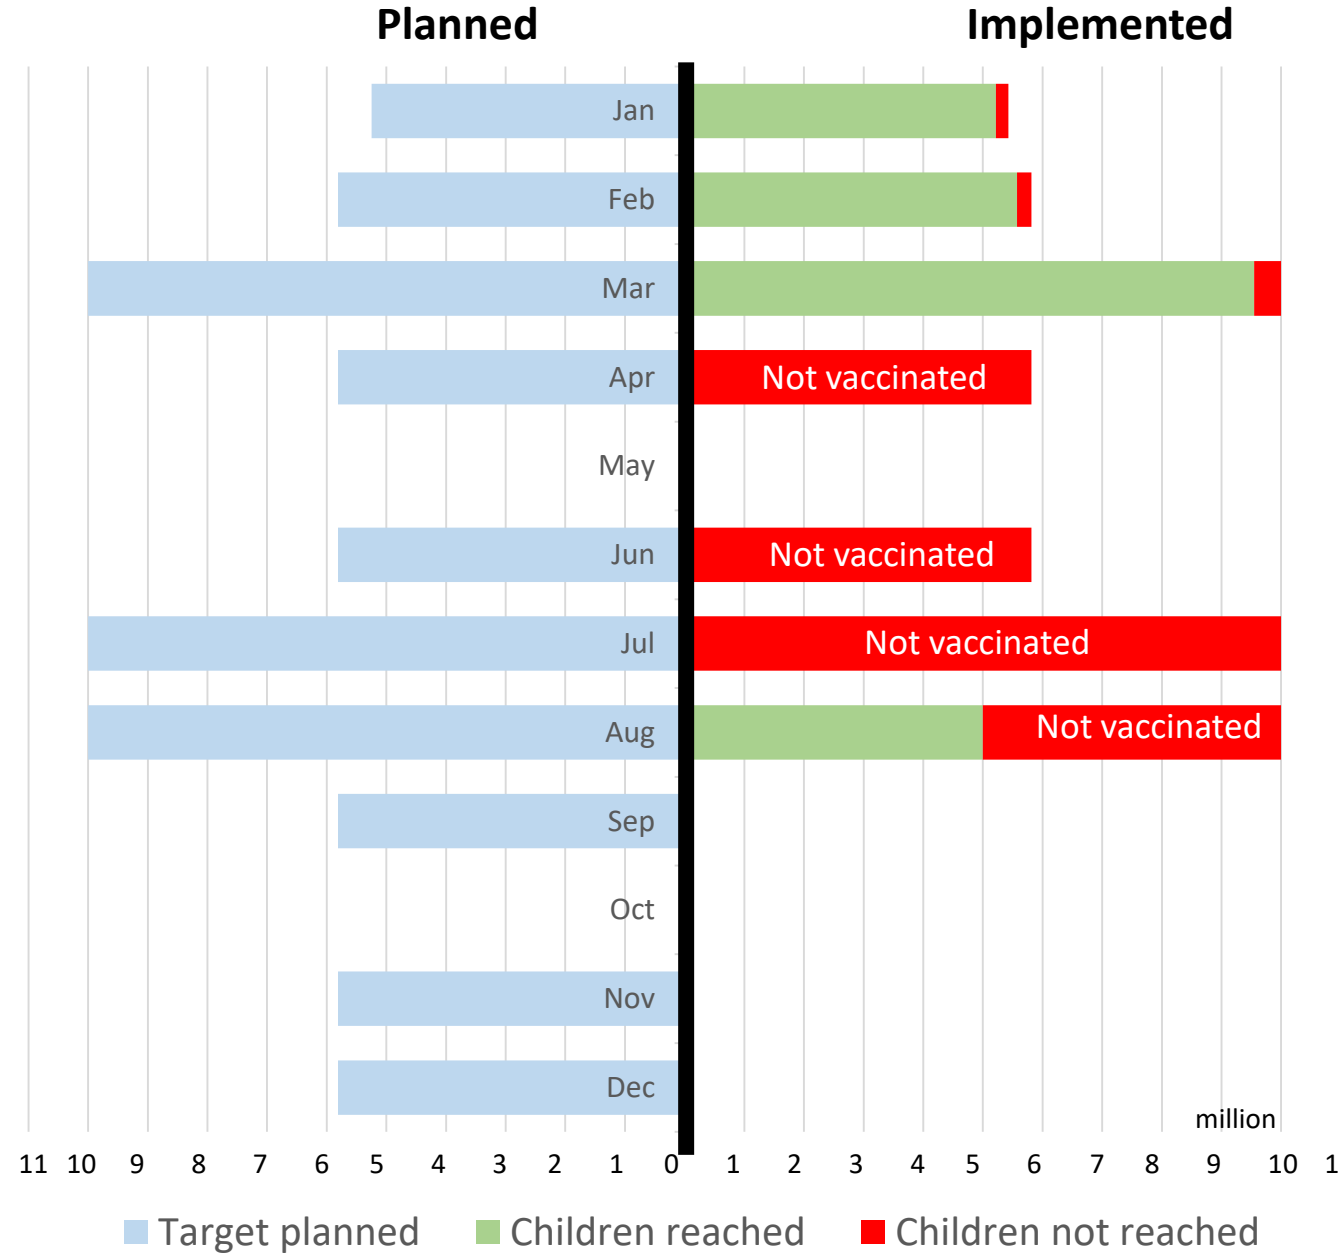 Planned Implemented
Jan
Feb
Mar
Apr Not vaccinated
May
Jun Not vaccinated
Jul Not vaccinated
Aug Not vaccinated
Sep
Oct
Nov
Dec
million
11 10 9 8 7 6 5 4 3 2 1 0 1 2 3 4 5 6 7 8 9 10 1
Target planned Children reached Children not reached